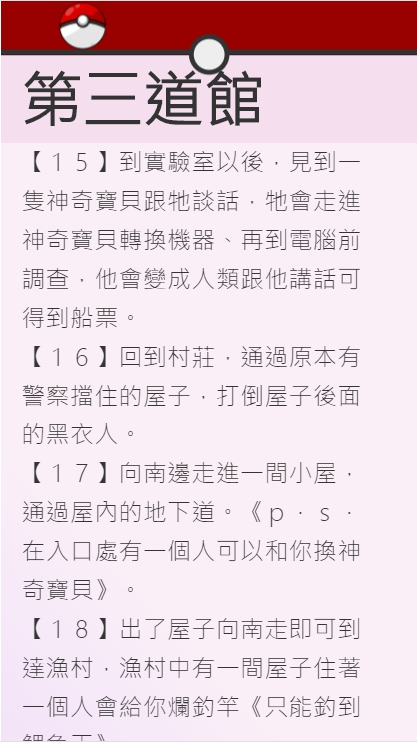 第三道館
【１５】到實驗室以後，見到一
隻神奇寶貝跟牠談話，牠會走進
神奇寶貝轉換機器、再到電腦前
調查，他會變成人類跟他講話可
得到船票。
【１６】回到村莊，通過原本有
警察擋住的屋子，打倒屋子後面
的黑衣人。
【１７】向南邊走進一間小屋，
通過屋內的地下道。《ｐ．ｓ．
在入口處有一個人可以和你換神
奇寶貝》。
【１８】出了屋子向南走即可到
達漁村，漁村中有一間屋子住著
一個人會給你爛釣竿《只能釣到